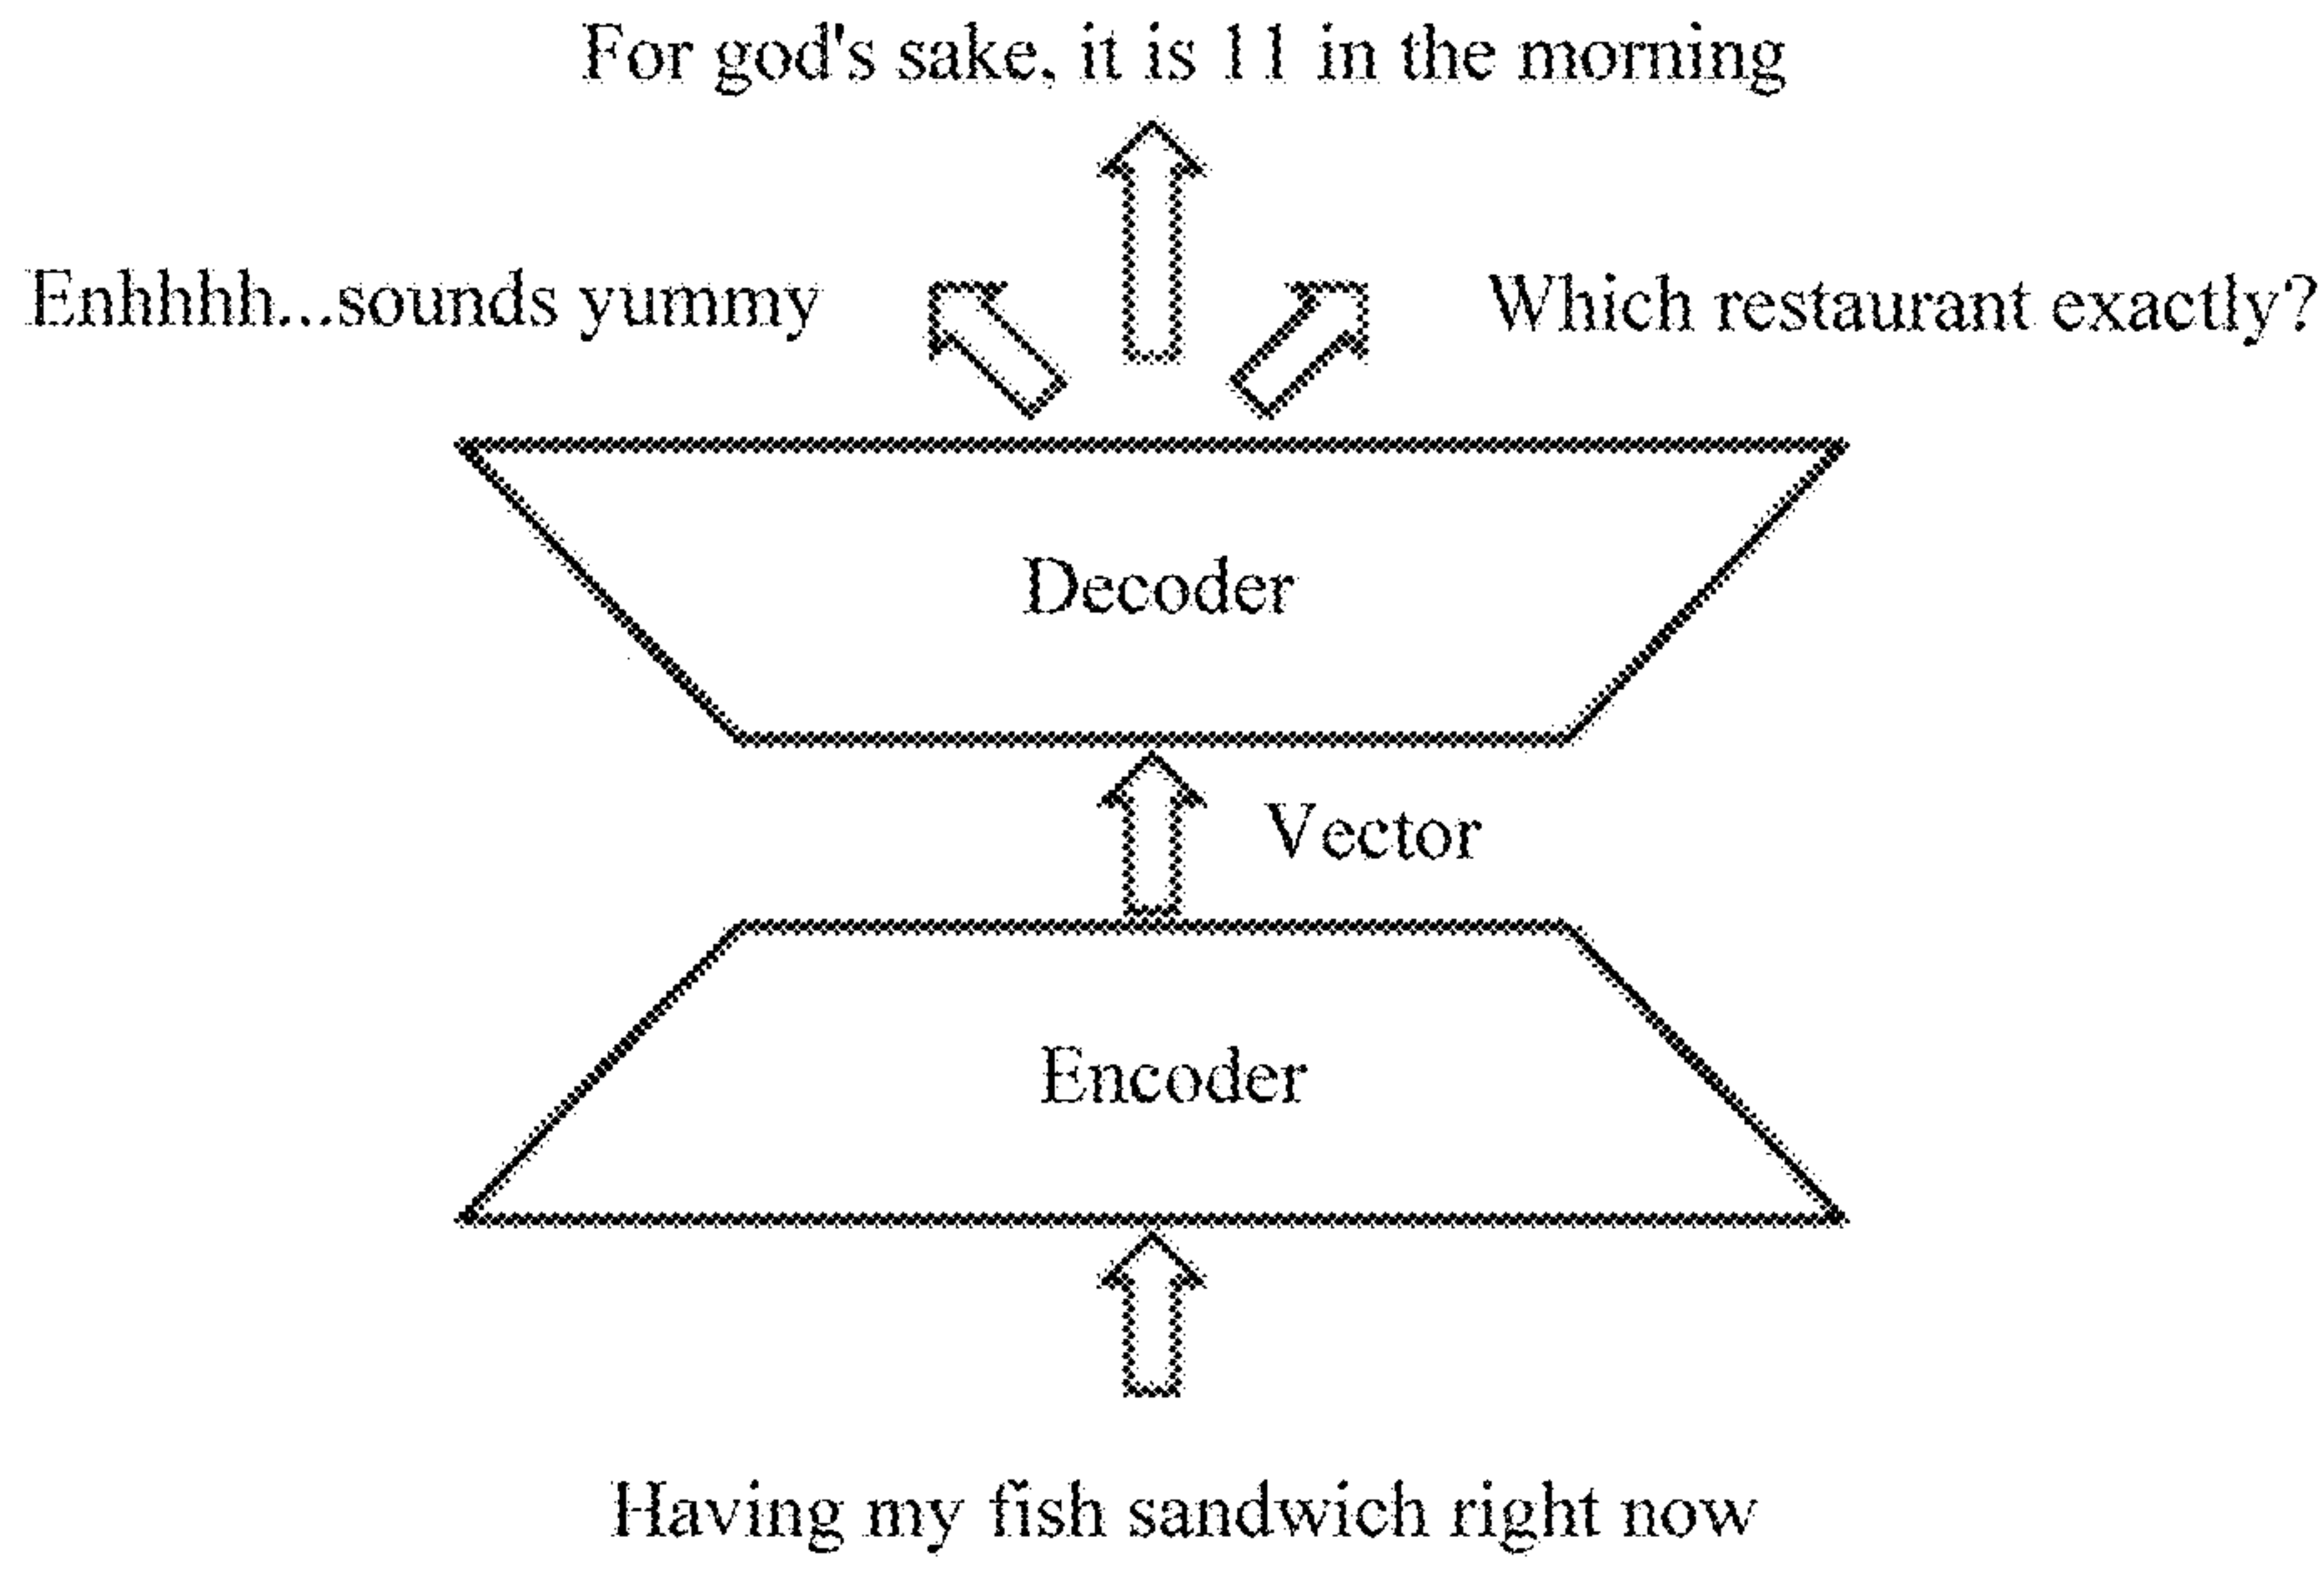 For god's sake, it is 11 in the morning
Enhhhh...sounds yummy
Which restaurant exactly?
Decoder
Vector
Encoder
Having my fish sandwich right now